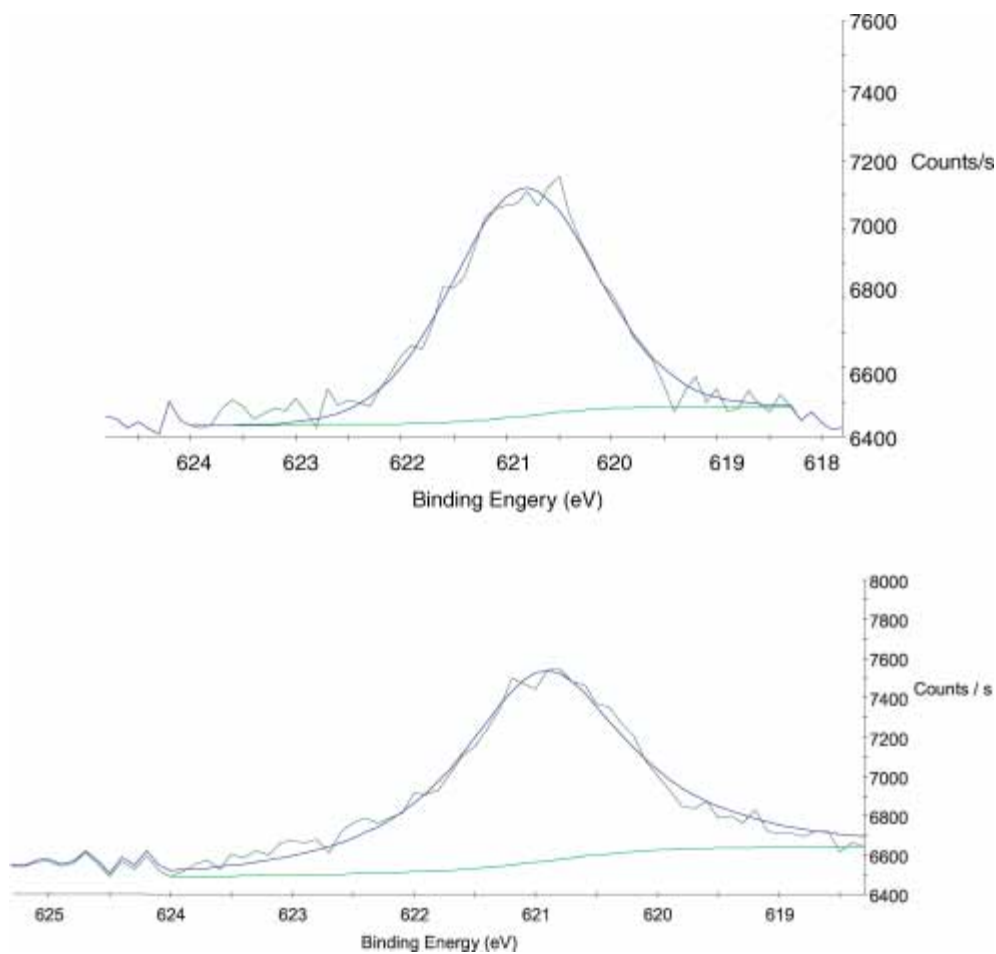 7600
7400
7200 Counts/s
7000
6800
6600
6400
624 623 622 621 620 619 618
Binding Engery (eV)
8000
7800
7600
7400 Counts / s
7200
7000
6800
6600
6400
625 624 623 622 621 620 619
Binding Energy (eV)